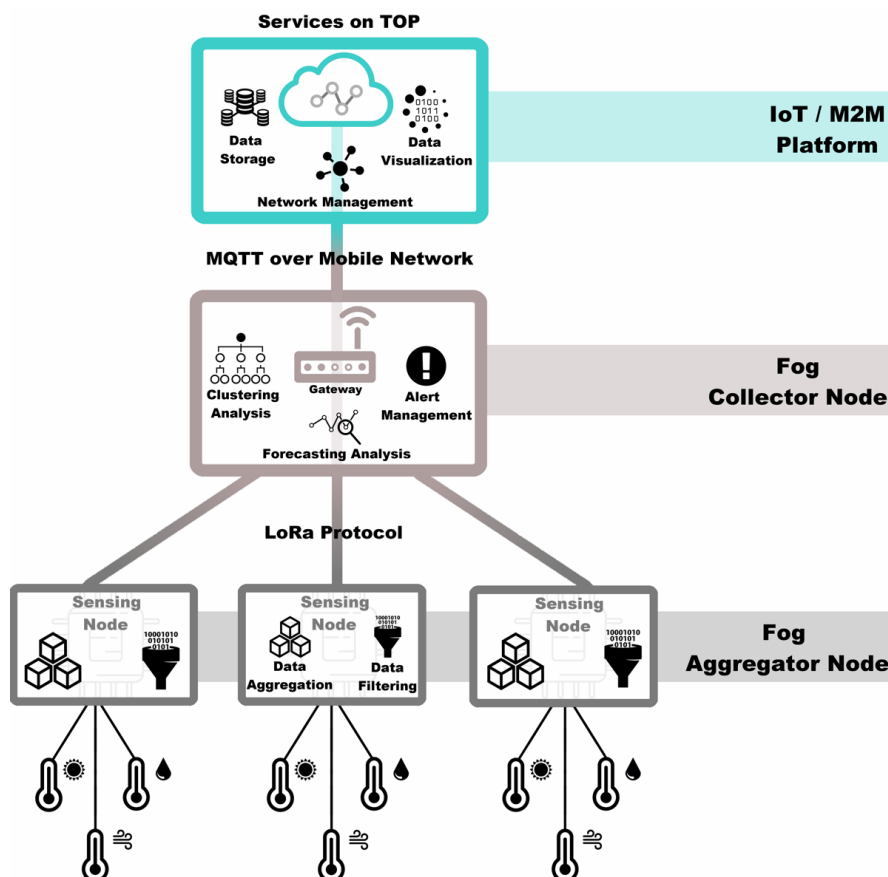 Services on TOP
Data
Storage
0100
1011
0100
Data
Visualization
Network Management
IoT / M2M
Platform
MQTT over Mobile Network
Clustering
Analysis
Gateway
Alert
Management
Forecasting Analysis
Fog
Collector Node
LoRa Protocol
Sensing
Node
10001010
010101
0101
Sensing
Node
Data
Aggregation
10001010
010101
0101
Data
Filtering
Sensing
Node
10001010
010101
0101
Fog
Aggregator Node